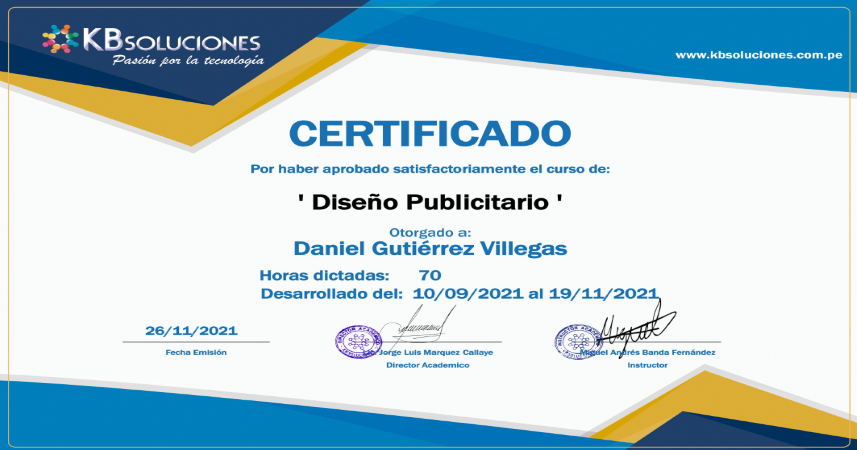 KBSOLUCIONES
Pasión por la tecnología
www.kbsoluciones.com.pe
CERTIFICADO
Por haber aprobado satisfactoriamente el curso de:
' Diseño Publicitario '
Otorgado a:
Daniel Gutiérrez Villegas
Horas dictadas: 70
Desarrollado del: 10/09/2021 al 19/11/2021
26/11/2021
Fecha Emisión
Jorge Luis Marquez Callaye
Director Academico
Miguel Andrés Banda Fernández
Instructor